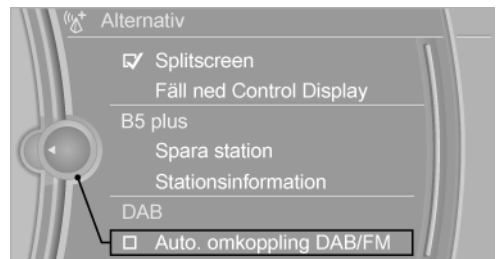 Alternativ
Splitscreen
Fäll ned Control Display
B5 plus
Spara station
Stationsinformation
DAB
Auto. omkoppling DAB/FM